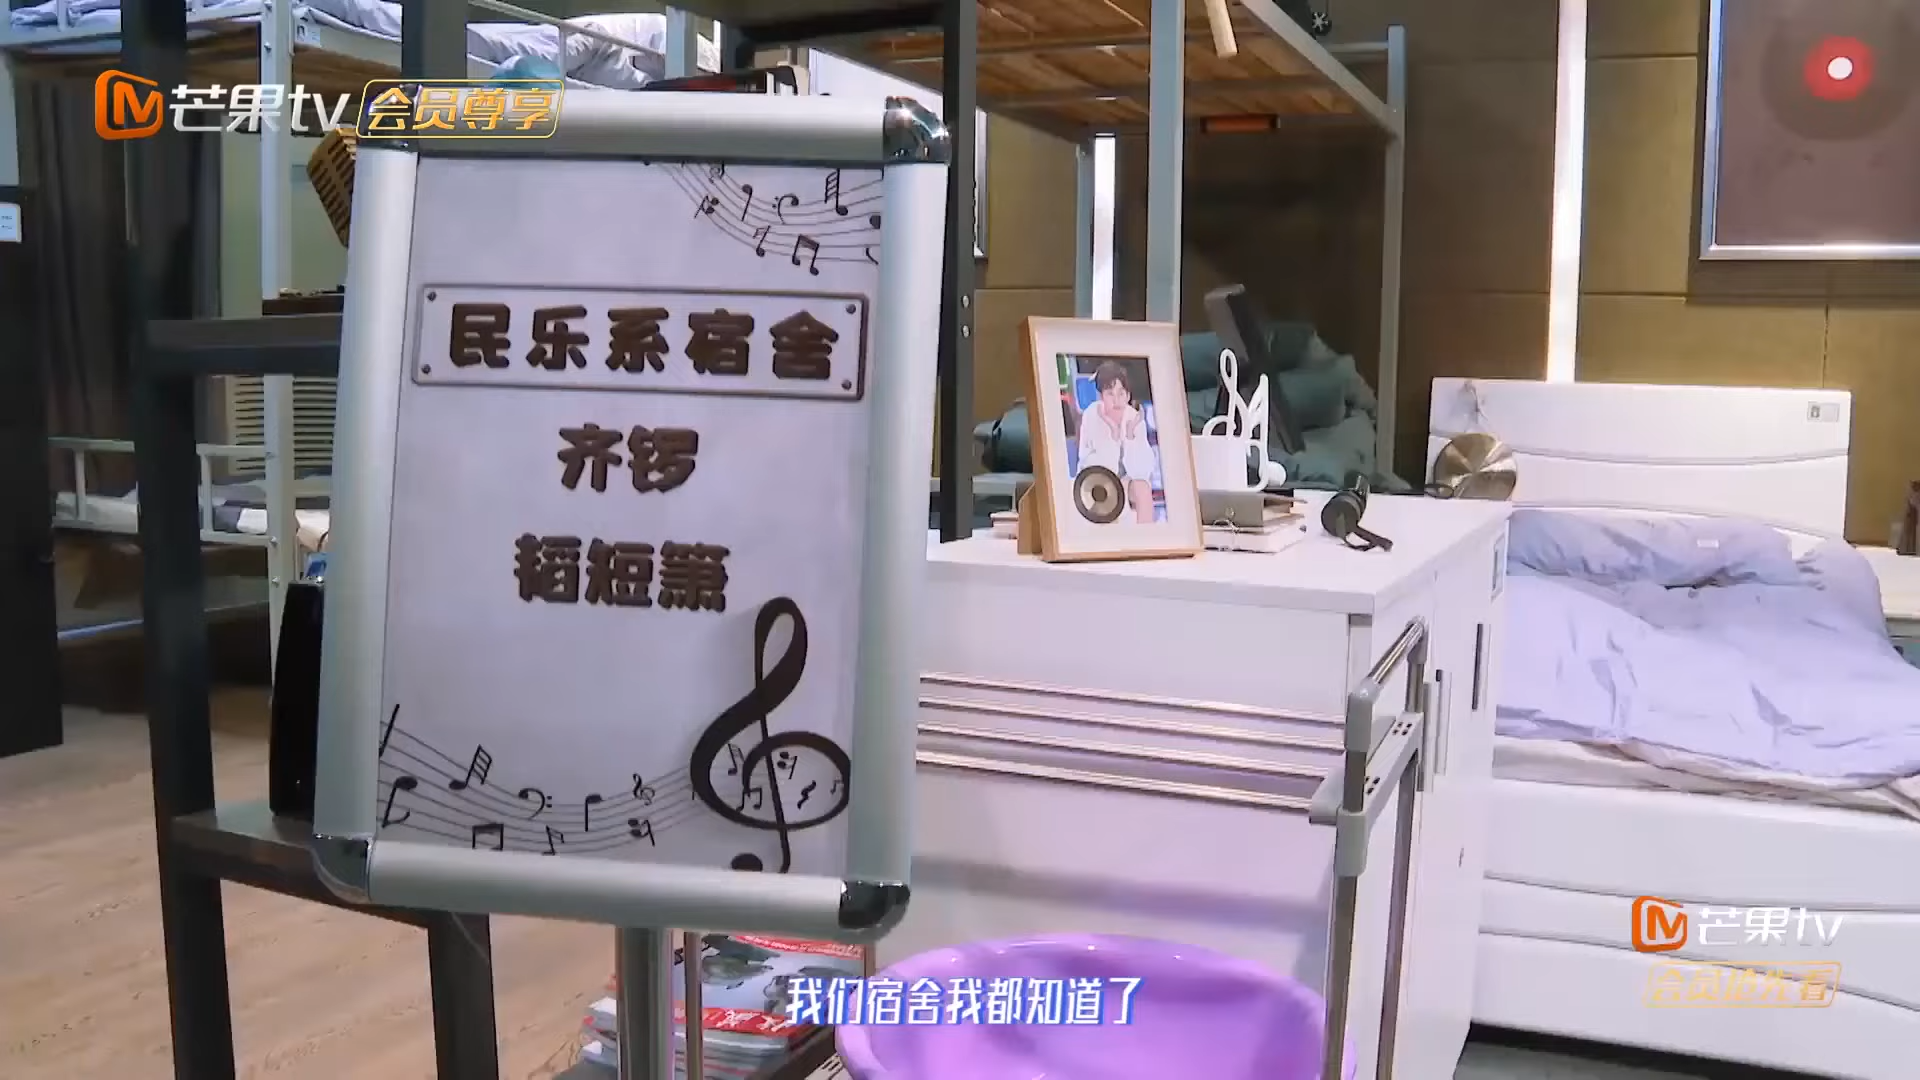 芒果tv 会员尊享
民乐系宿舍
齐锣
韬短箫
芒果tv
会员抢先看
我们宿舍我都知道了